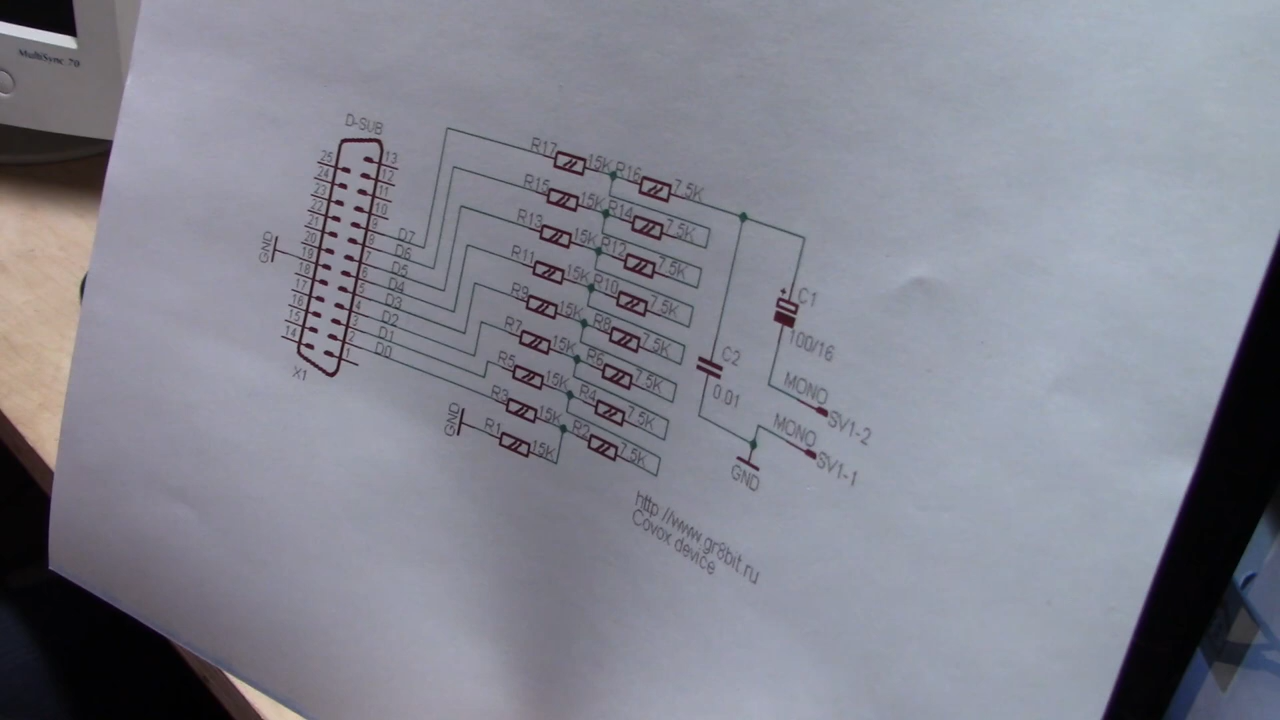 MultiSync 70
D-SUB
25
24
23
22
21
20
19
18
17
16
15
14
13
12
11
10
9
8
7
6
5
4
3
2
1
X1
GND
D7
D6
D5
D4
D3
D2
D1
D0
R17 15K R16 7.5K
R15 15K R14 7.5K
R13 15K R12 7.5K
R11 15K R10 7.5K
R9 15K R8 7.5K
R7 15K R6 7.5K
R5 15K R4 7.5K
R3 15K R2 7.5K
GND R1 15K
+ C1
100/16
C2
0.01
MONO
SV1-2
MONO
SV1-1
GND
http://www.gr8bit.ru
Covox device